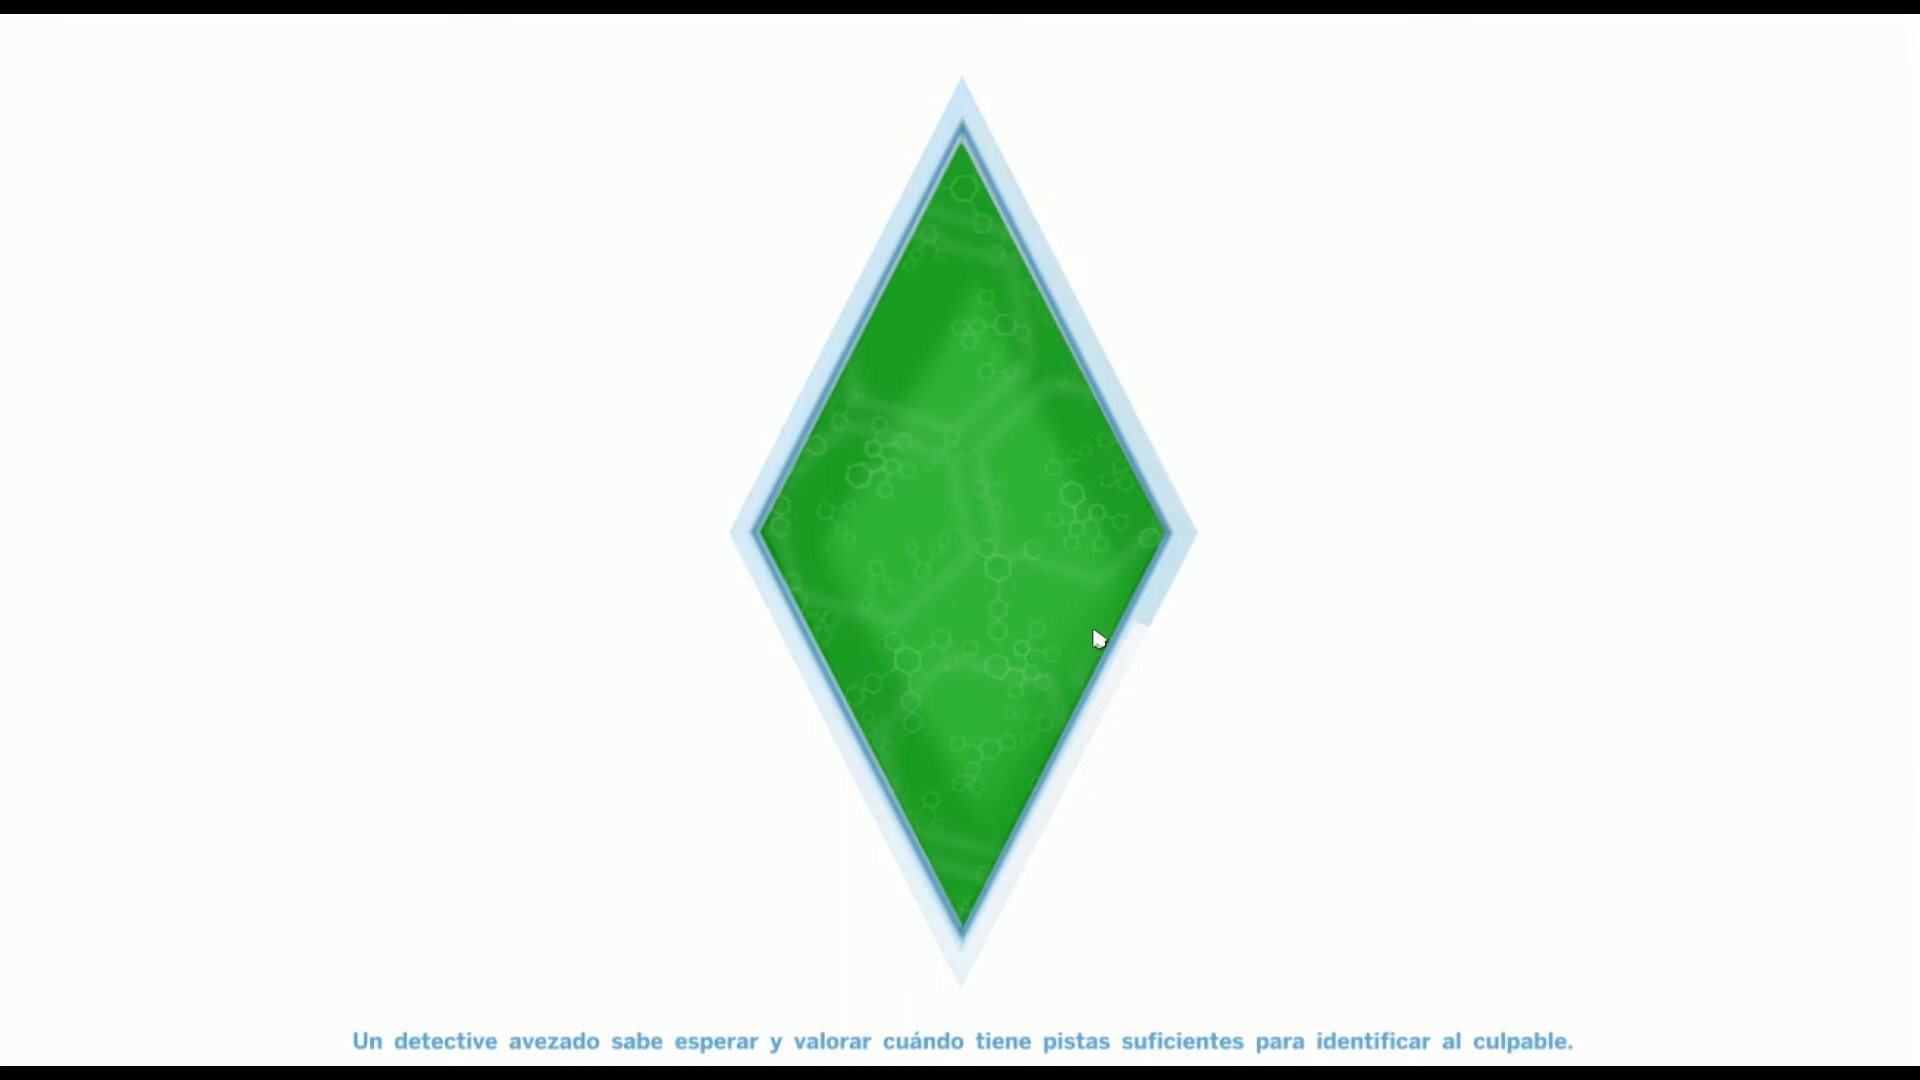 Un detective avezado sabe esperar y valorar cuándo tiene pistas suficientes para identificar al culpable.